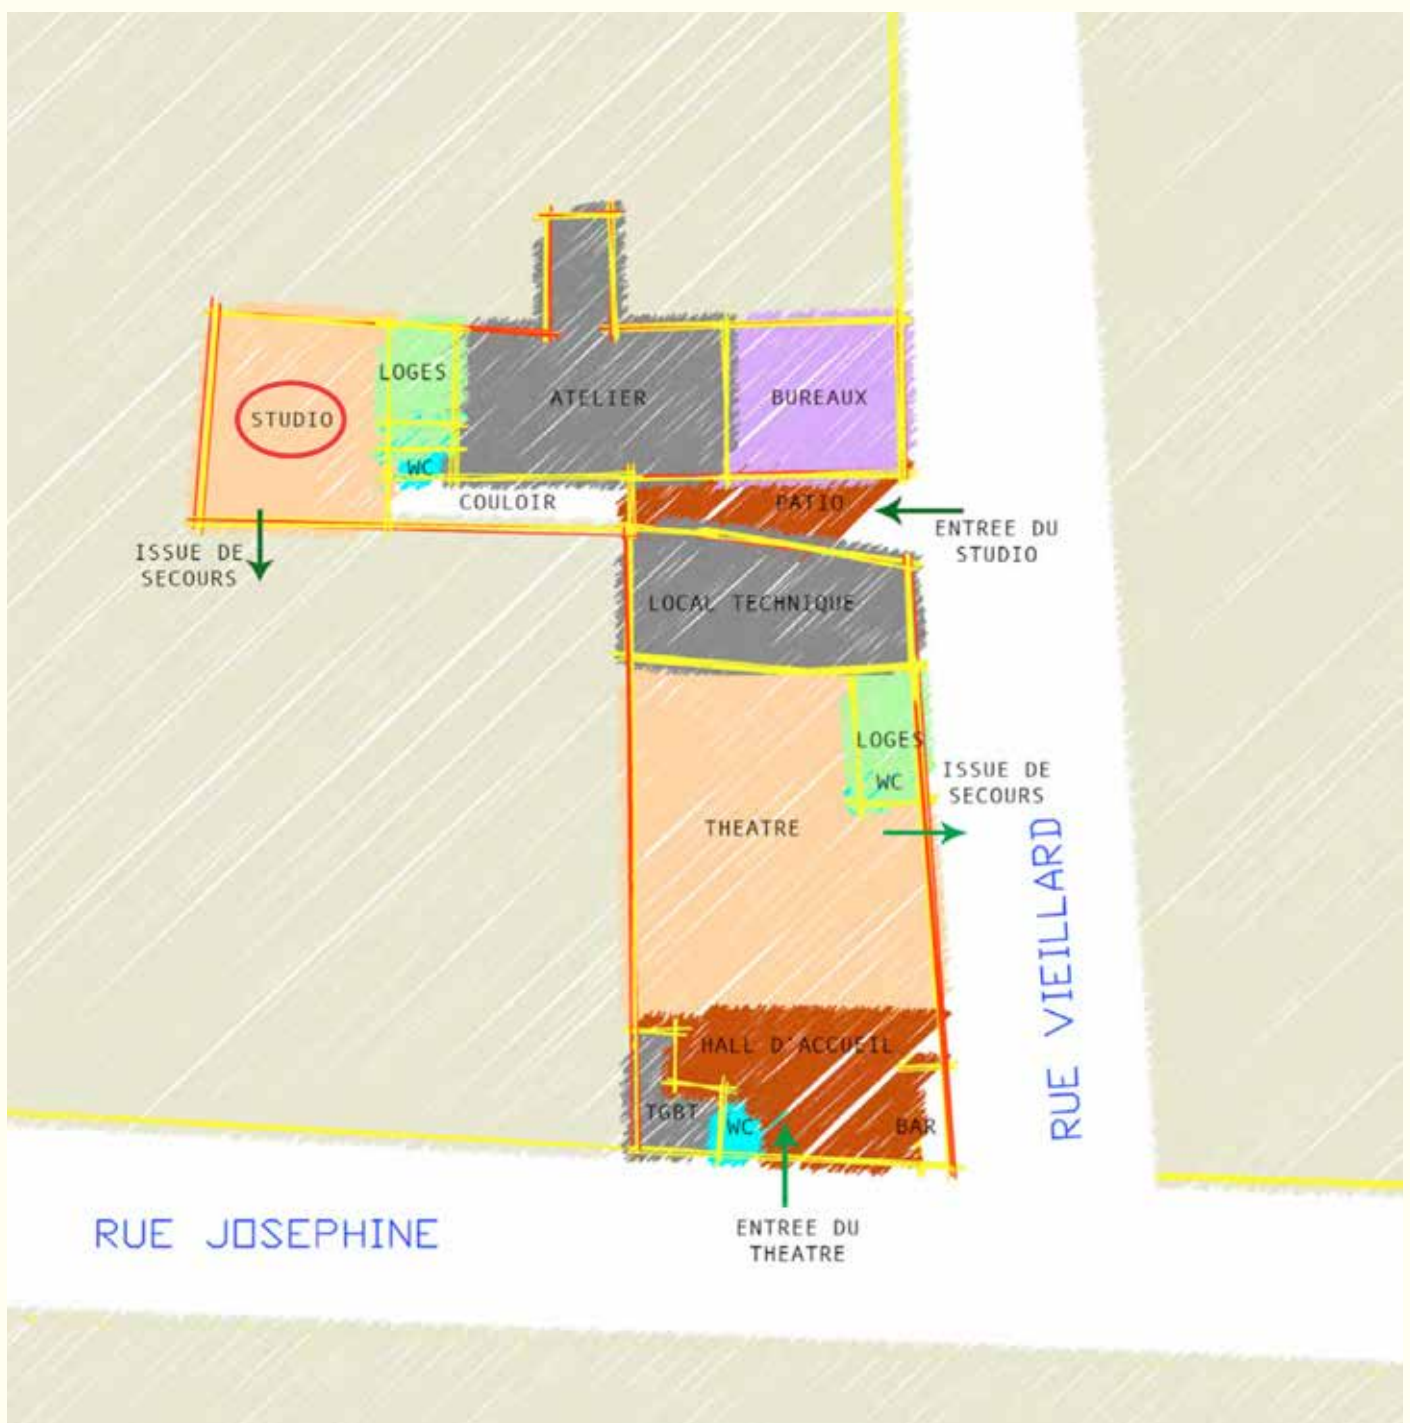 LOGES
ATELIER
BUREAUX
STUDIO
WC
COULOIR
PATIO
ENTREE DU
STUDIO
ISSUE DE
SECOURS
LOCAL TECHNIQUE
LOGES
WC
ISSUE DE
SECOURS
THEATRE
RUE VIEILLARD
HALL D'ACCUEIL
TGBT
WC
BAR
RUE JOSEPHINE
ENTREE DU
THEATRE